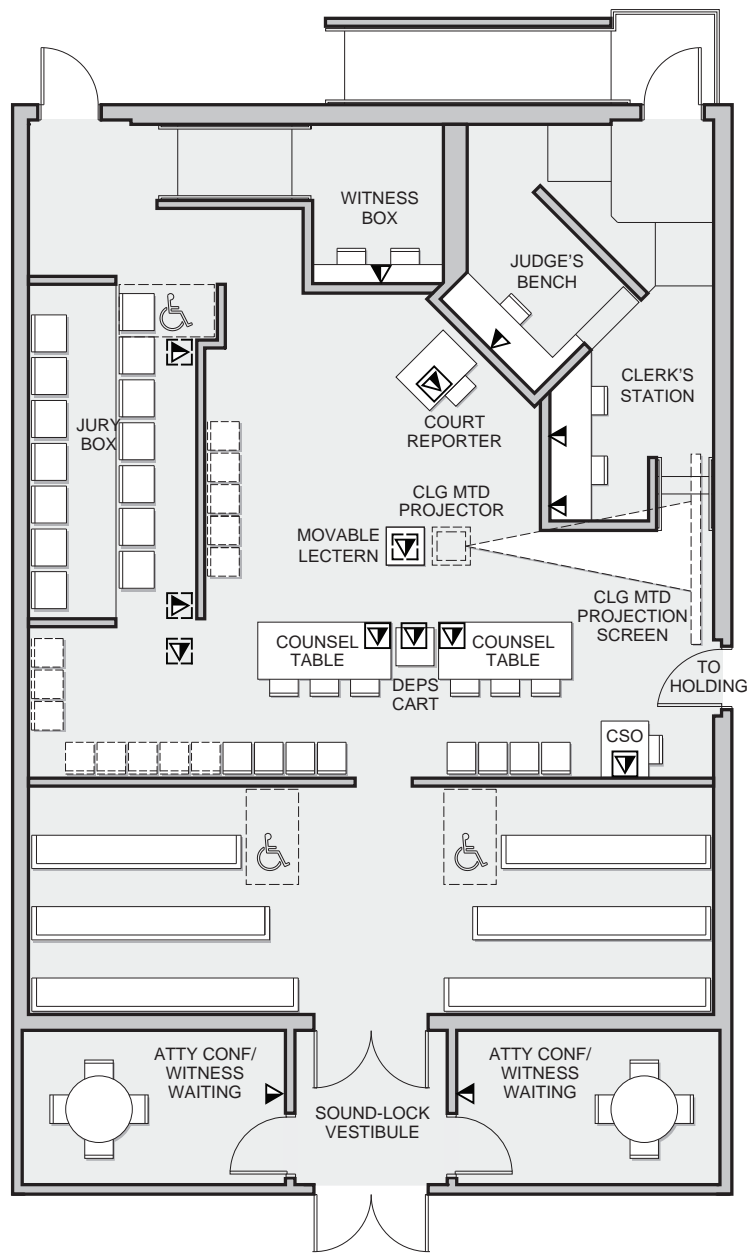 WITNESS
BOX
JUDGE'S
BENCH
CLERK'S
STATION
JURY
BOX
COURT
REPORTER
CLG MTD
PROJECTOR
MOVABLE
LECTERN
CLG MTD
PROJECTION
SCREEN
COUNSEL
TABLE
DEPS
CART
COUNSEL
TABLE
TO
HOLDING
CSO
ATTY CONF/
WITNESS
WAITING
SOUND-LOCK
VESTIBULE
ATTY CONF/
WITNESS
WAITING